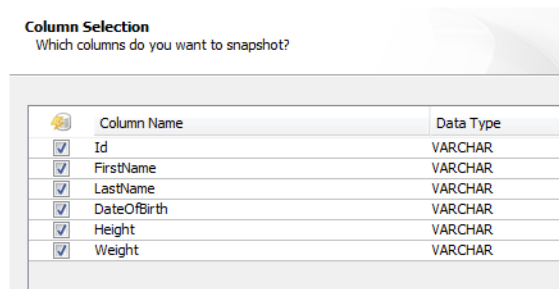 Column Selection
Which columns do you want to snapshot?
Column Name Data Type
Id VARCHAR
FirstName VARCHAR
LastName VARCHAR
DateOfBirth VARCHAR
Height VARCHAR
Weight VARCHAR